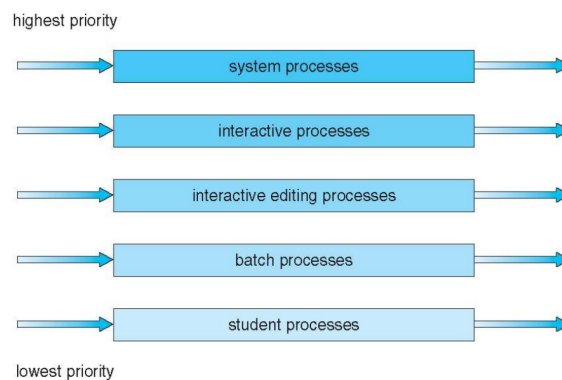 highest priority
system processes
interactive processes
interactive editing processes
batch processes
student processes
lowest priority